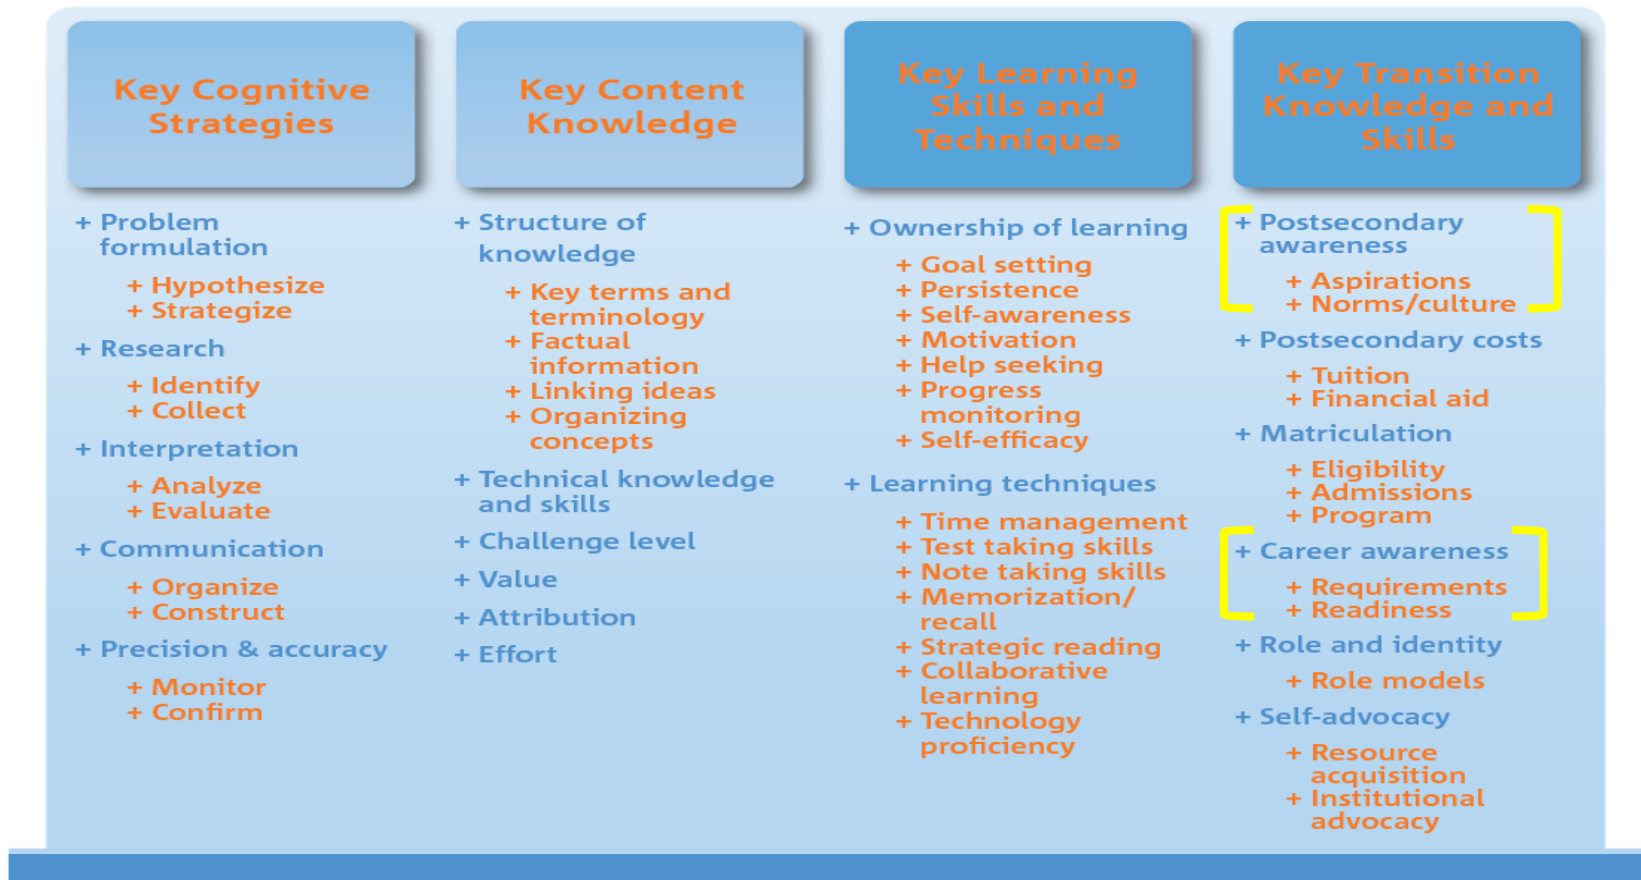 Key Cognitive
Strategies
+ Problem
formulation
+ Hypothesize
+ Strategize
+ Research
+ Identify
+ Collect
+ Interpretation
+ Analyze
+ Evaluate
+ Communication
+ Organize
+ Construct
+ Precision & accuracy
+ Monitor
+ Confirm
Key Content
Knowledge
+ Structure of
knowledge
+ Key terms and
terminology
+ Factual
information
+ Linking ideas
+ Organizing
concepts
+ Technical knowledge
and skills
+ Challenge level
+ Value
+ Attribution
+ Effort
Key Learning
Skills and
Techniques
+ Ownership of learning
+ Goal setting
+ Persistence
+ Self-awareness
+ Motivation
+ Help seeking
+ Progress
monitoring
+ Self-efficacy
+ Learning techniques
+ Time management
+ Test taking skills
+ Note taking skills
+ Memorization/
recall
+ Strategic reading
+ Collaborative
learning
+ Technology
proficiency
Key Transition
Knowledge and
Skills
+ Postsecondary
awareness
+ Aspirations
+ Norms/culture
+ Postsecondary costs
+ Tuition
+ Financial aid
+ Matriculation
+ Eligibility
+ Admissions
+ Program
+ Career awareness
+ Requirements
+ Readiness
+ Role and identity
+ Role models
+ Self-advocacy
+ Resource
acquisition
+ Institutional
advocacy